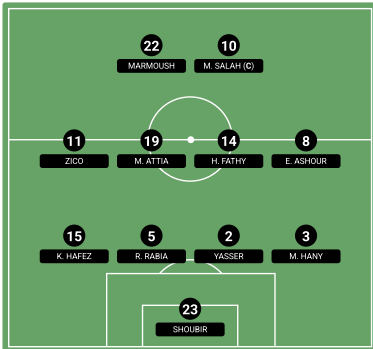 22 10
MARMOUSH M. SALAH (C)
11 19 14 8
ZICO M. ATTIA H. FATHY E. ASHOUR
15 5 2 3
K. HAFEZ R. RABIA YASSER M. HANY
23
SHOUBIR